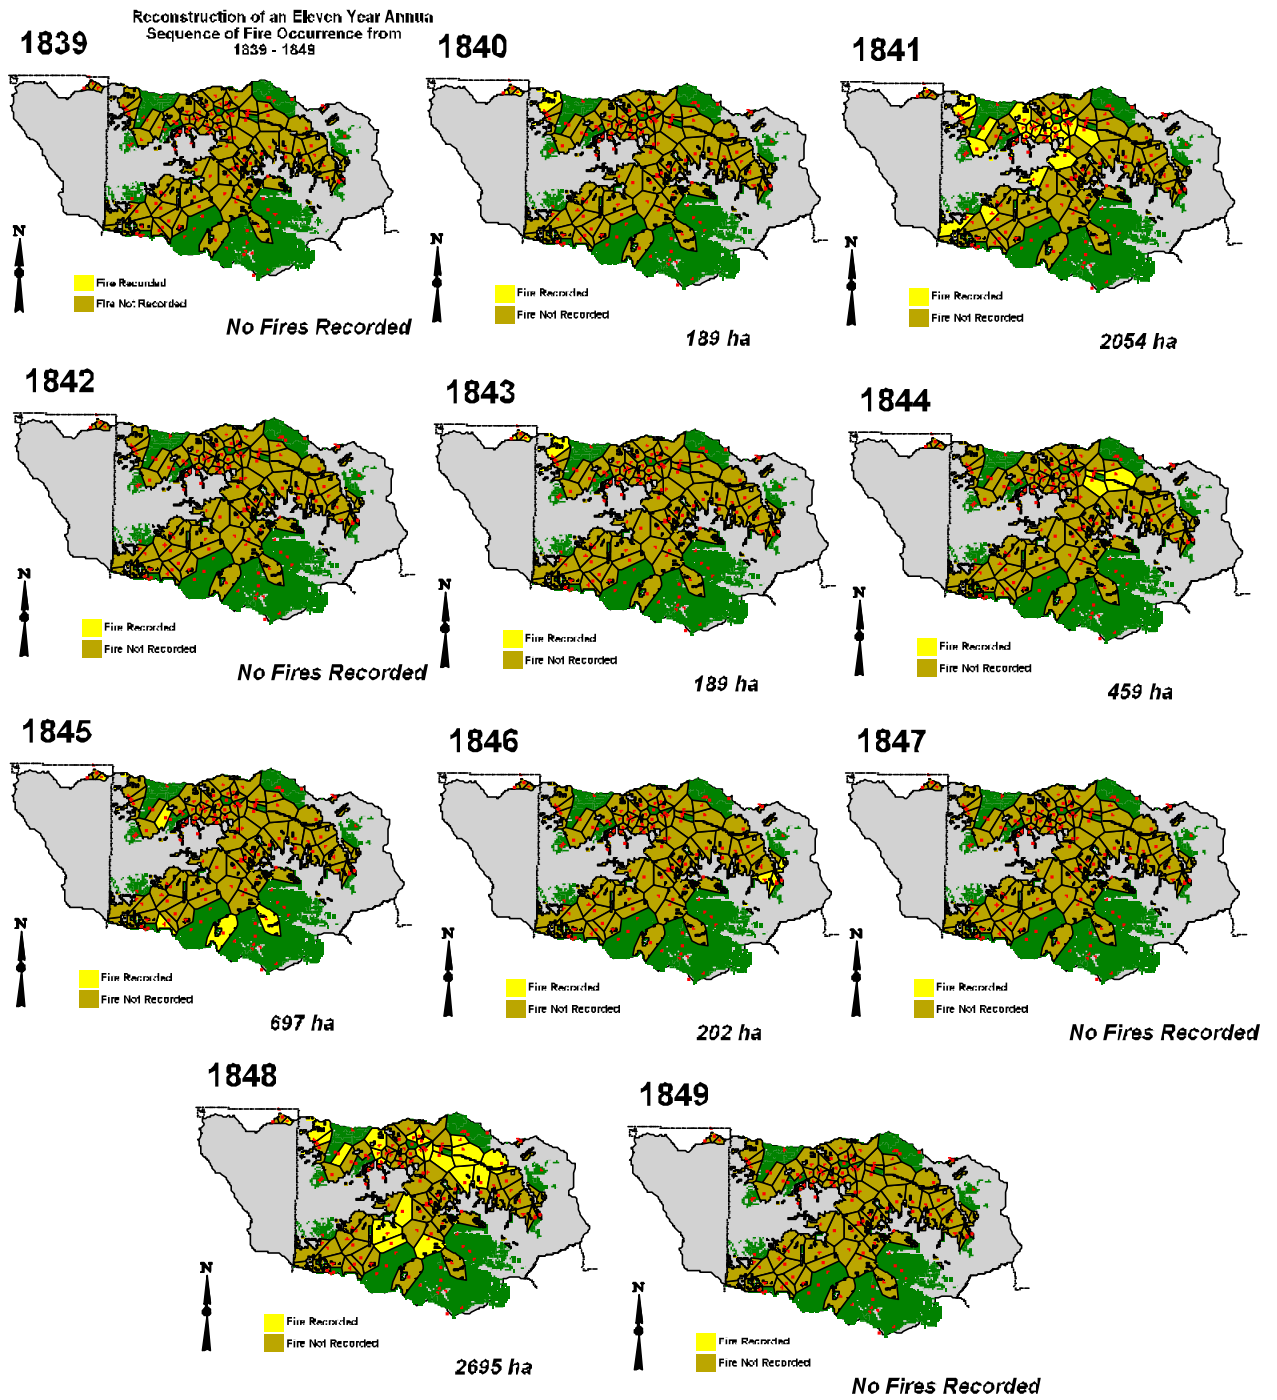 Reconstruction of an Eleven Year Annua
Sequence of Fire Occurrence from
1839 - 1849
1839
N
Fire Recorded
Fire Not Recorded
No Fires Recorded
1840
N
Fire Recorded
Fire Not Recorded
189 ha
1841
N
Fire Recorded
Fire Not Recorded
2054 ha
1842
N
Fire Recorded
Fire Not Recorded
No Fires Recorded
1843
N
Fire Recorded
Fire Not Recorded
189 ha
1844
N
Fire Recorded
Fire Not Recorded
459 ha
1845
N
Fire Recorded
Fire Not Recorded
697 ha
1846
N
Fire Recorded
Fire Not Recorded
202 ha
1847
N
Fire Recorded
Fire Not Recorded
No Fires Recorded
1848
N
Fire Recorded
Fire Not Recorded
2695 ha
1849
N
Fire Recorded
Fire Not Recorded
No Fires Recorded